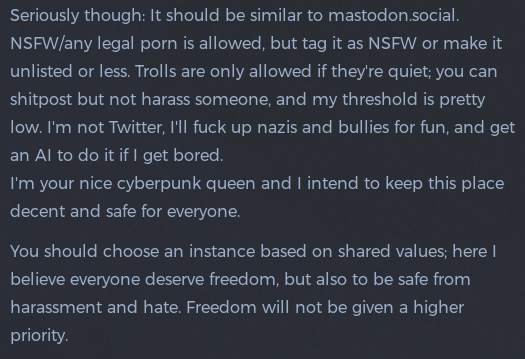 Seriously though: It should be similar to mastodon.social.
NSFW/any legal porn is allowed, but tag it as NSFW or make it
unlisted or less. Trolls are only allowed if they're quiet; you can
shitpost but not harass someone, and my threshold is pretty
low. I'm not Twitter, I'll fuck up nazis and bullies for fun, and get
an AI to do it if I get bored.
I'm your nice cyberpunk queen and I intend to keep this place
decent and safe for everyone.
You should choose an instance based on shared values; here I
believe everyone deserve freedom, but also to be safe from
harassment and hate. Freedom will not be given a higher
priority.